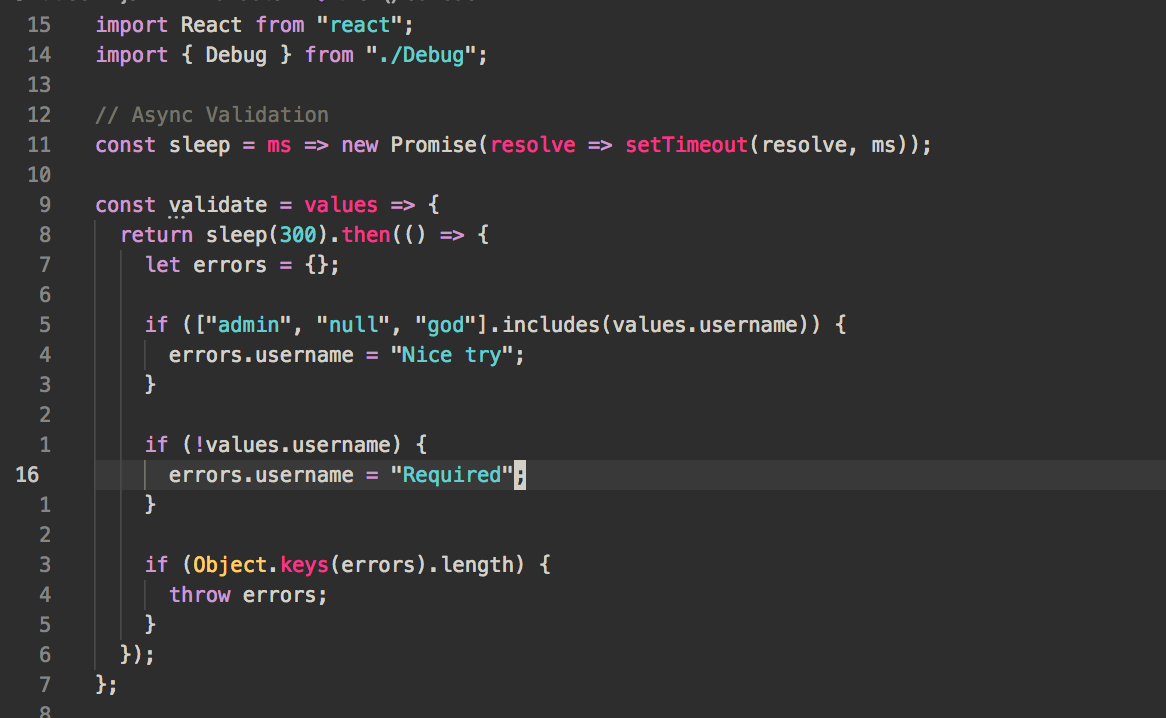 15 import React from "react";
14 import { Debug } from "./Debug";
13
12 // Async Validation
11 const sleep = ms => new Promise(resolve => setTimeout(resolve, ms));
10
9 const validate = values => {
8 return sleep(300).then(() => {
7 let errors = {};
6
5 if (["admin", "null", "god"].includes(values.username)) {
4 errors.username = "Nice try";
3 }
2
1 if (!values.username) {
16 errors.username = "Required";
1 }
2
3 if (Object.keys(errors).length) {
4 throw errors;
5 }
6 });
7 };
8